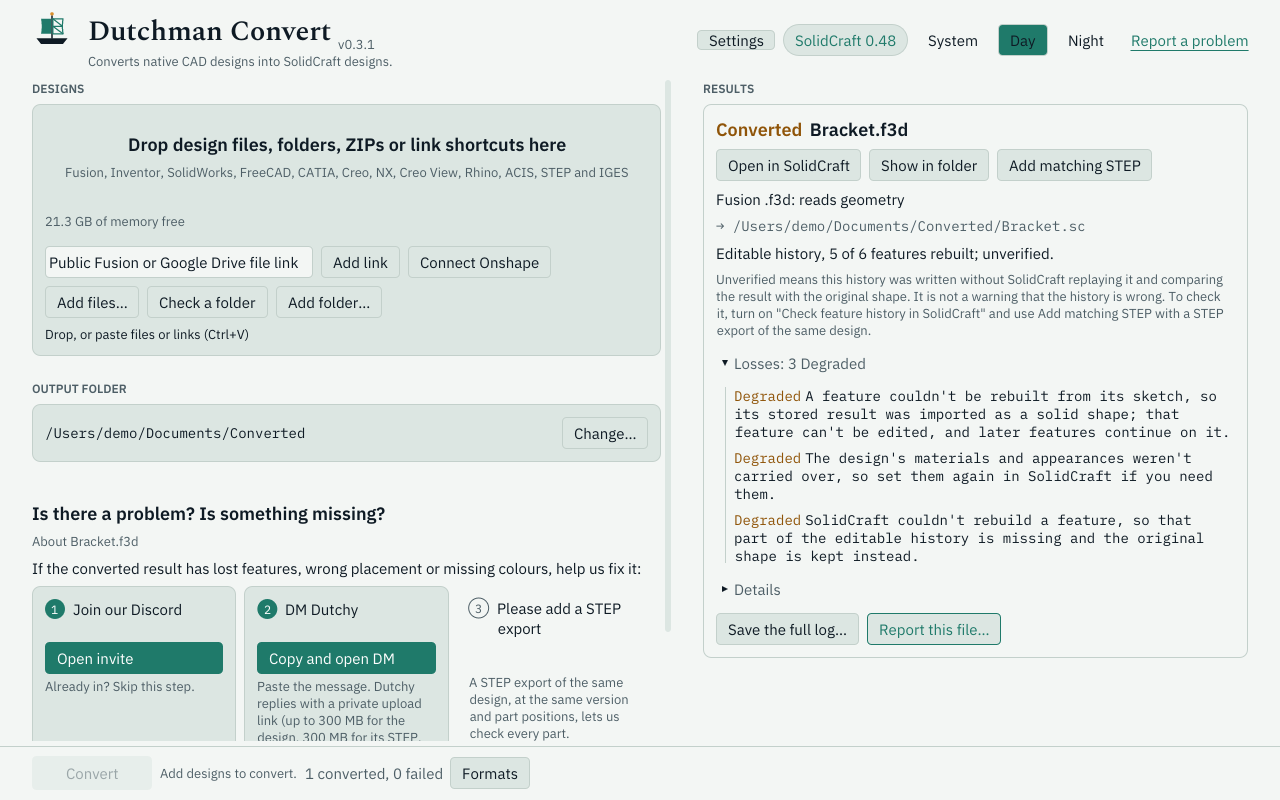 Dutchman Convert v0.3.1
Converts native CAD designs into SolidCraft designs.
Settings
SolidCraft 0.48
System
Day
Night
Report a problem
DESIGNS
Drop design files, folders, ZIPs or link shortcuts here
Fusion, Inventor, SolidWorks, FreeCAD, CATIA, Creo, NX, Creo View, Rhino, ACIS, STEP and IGES
21.3 GB of memory free
Public Fusion or Google Drive file link
Add link
Connect Onshape
Add files...
Check a folder
Add folder...
Drop, or paste files or links (Ctrl+V)
OUTPUT FOLDER
/Users/demo/Documents/Converted
Change...
Is there a problem? Is something missing?
About Bracket.f3d
If the converted result has lost features, wrong placement or missing colours, help us fix it:
1 Join our Discord
Open invite
Already in? Skip this step.
2 DM Dutchy
Copy and open DM
Paste the message. Dutchy
replies with a private upload
link (up to 300 MB for the
design, 300 MB for its STEP.
3 Please add a STEP
export
A STEP export of the same
design, at the same version
and part positions, lets us
check every part.
RESULTS
Converted Bracket.f3d
Open in SolidCraft
Show in folder
Add matching STEP
Fusion .f3d: reads geometry
→ /Users/demo/Documents/Converted/Bracket.sc
Editable history, 5 of 6 features rebuilt; unverified.
Unverified means this history was written without SolidCraft replaying it and comparing
the result with the original shape. It is not a warning that the history is wrong. To check
it, turn on "Check feature history in SolidCraft" and use Add matching STEP with a STEP
export of the same design.
▾ Losses: 3 Degraded
Degraded A feature couldn't be rebuilt from its sketch, so
its stored result was imported as a solid shape; that
feature can't be edited, and later features continue on it.
Degraded The design's materials and appearances weren't
carried over, so set them again in SolidCraft if you need
them.
Degraded SolidCraft couldn't rebuild a feature, so that
part of the editable history is missing and the original
shape is kept instead.
▸ Details
Save the full log...
Report this file...
Convert
Add designs to convert.
1 converted, 0 failed
Formats